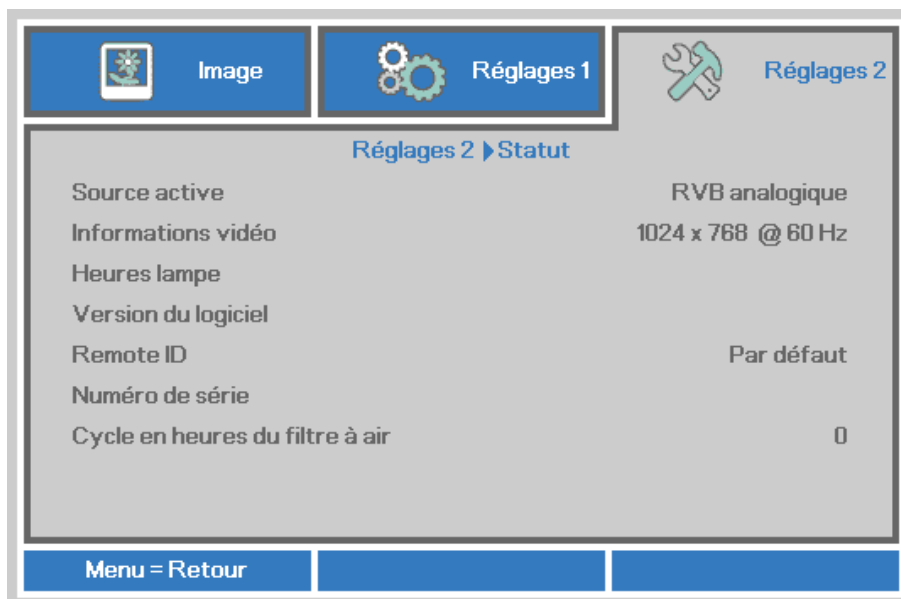 Image
Réglages 1
Réglages 2
Réglages 2 ▶ Statut
Source active RVB analogique
Informations vidéo 1024 x 768 @ 60 Hz
Heures lampe
Version du logiciel
Remote ID Par défaut
Numéro de série
Cycle en heures du filtre à air 0
Menu = Retour